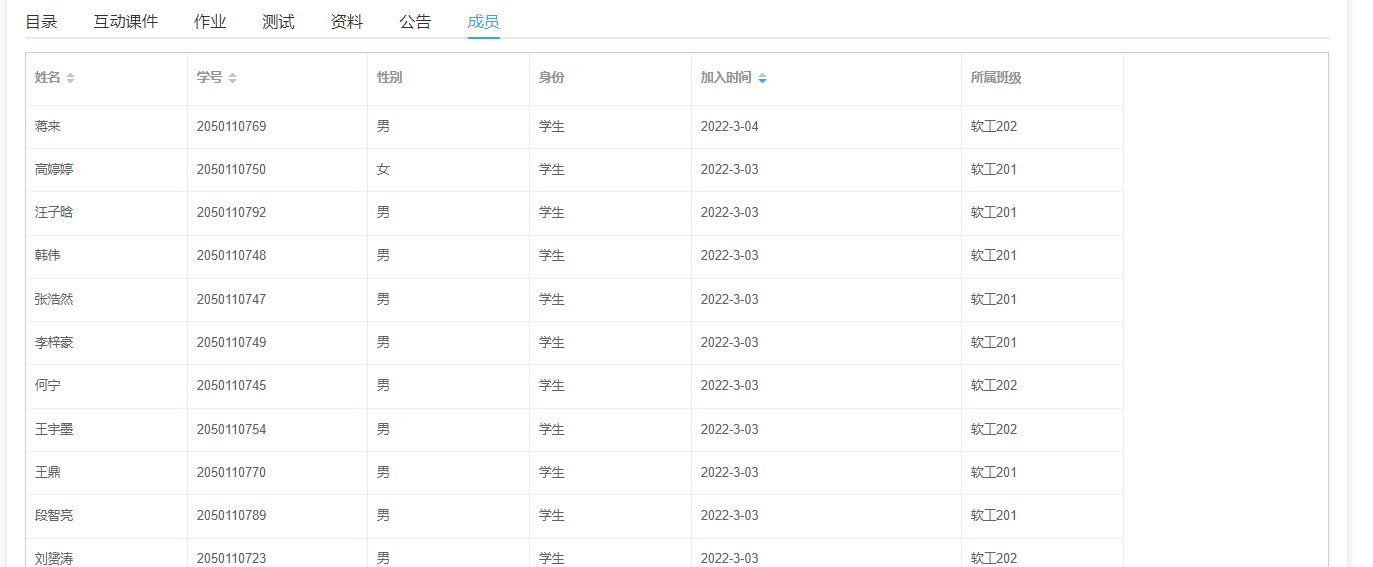 目录 互动课件 作业 测试 资料 公告 成员
姓名 学号 性别 身份 加入时间 所属班级
蒋来 2050110769 男 学生 2022-3-04 软工202
高婷婷 2050110750 女 学生 2022-3-03 软工201
汪子晗 2050110792 男 学生 2022-3-03 软工201
韩伟 2050110748 男 学生 2022-3-03 软工201
张浩然 2050110747 男 学生 2022-3-03 软工201
李梓豪 2050110749 男 学生 2022-3-03 软工201
何宁 2050110745 男 学生 2022-3-03 软工202
王宇墨 2050110754 男 学生 2022-3-03 软工202
王鼎 2050110770 男 学生 2022-3-03 软工201
段智亮 2050110789 男 学生 2022-3-03 软工201
刘赟涛 2050110723 男 学生 2022-3-03 软工202